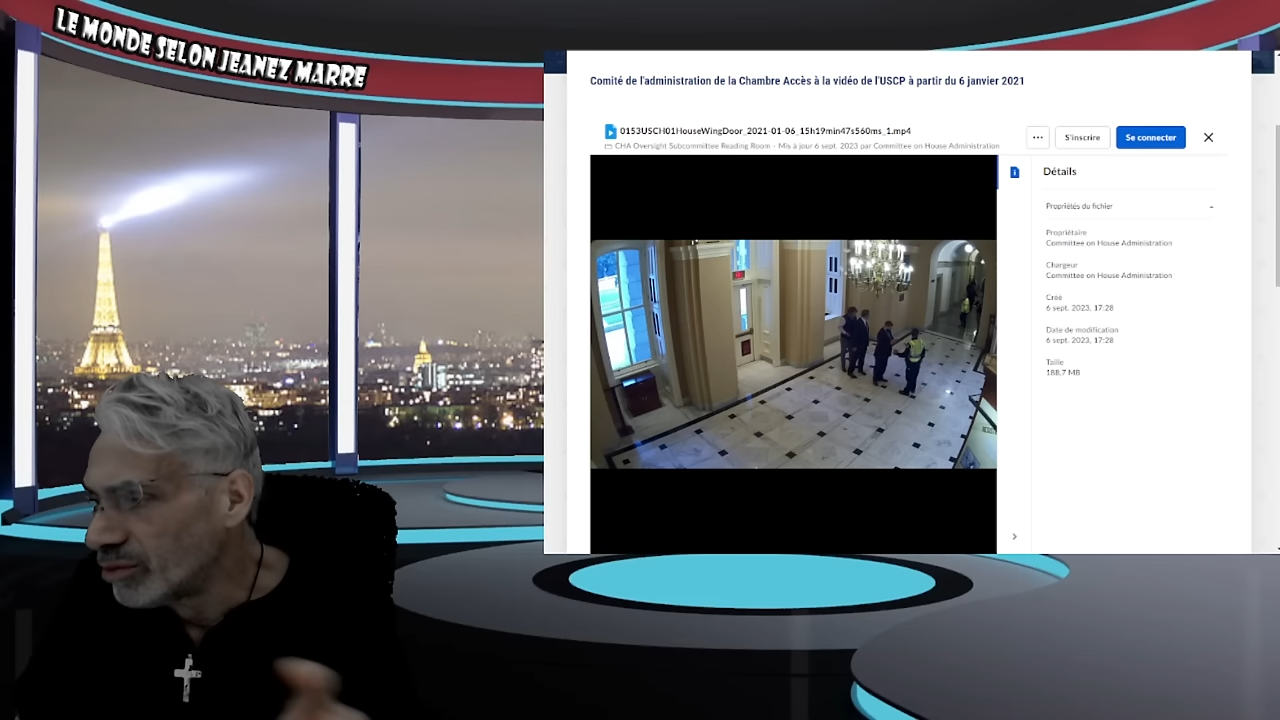 LE MONDE SELON JEANEZ MARRE
Comité de l'administration de la Chambre Accès à la vidéo de l'USCP à partir du 6 janvier 2021
0153USCH01HouseWingDoor_2021-01-06_15h19min47s560ms_1.mp4
CHA Oversight Subcommittee Reading Room - Mis à jour 6 sept. 2023 par Committee on House Administration
S'inscrire
Se connecter
Détails
Propriétés du fichier
Propriétaire
Committee on House Administration
Chargeur
Committee on House Administration
Créé
6 sept. 2023, 17:28
Date de modification
6 sept. 2023, 17:28
Taille
188,7 MB